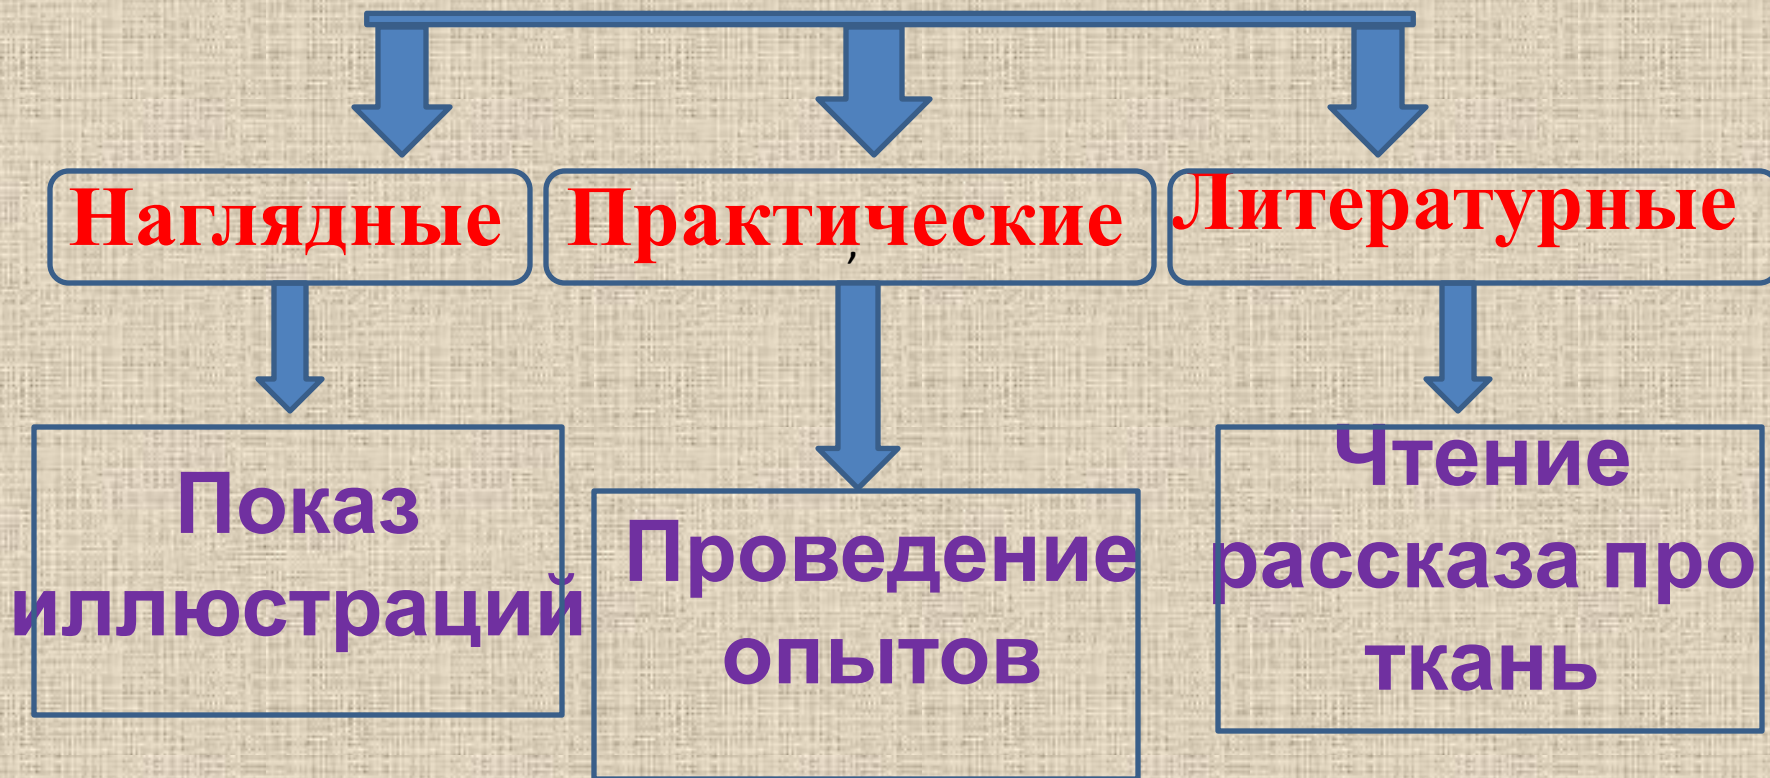 Наглядные
Практические
,
Литературные
Показ
иллюстраций
Проведение
опытов
Чтение
рассказа про
ткань